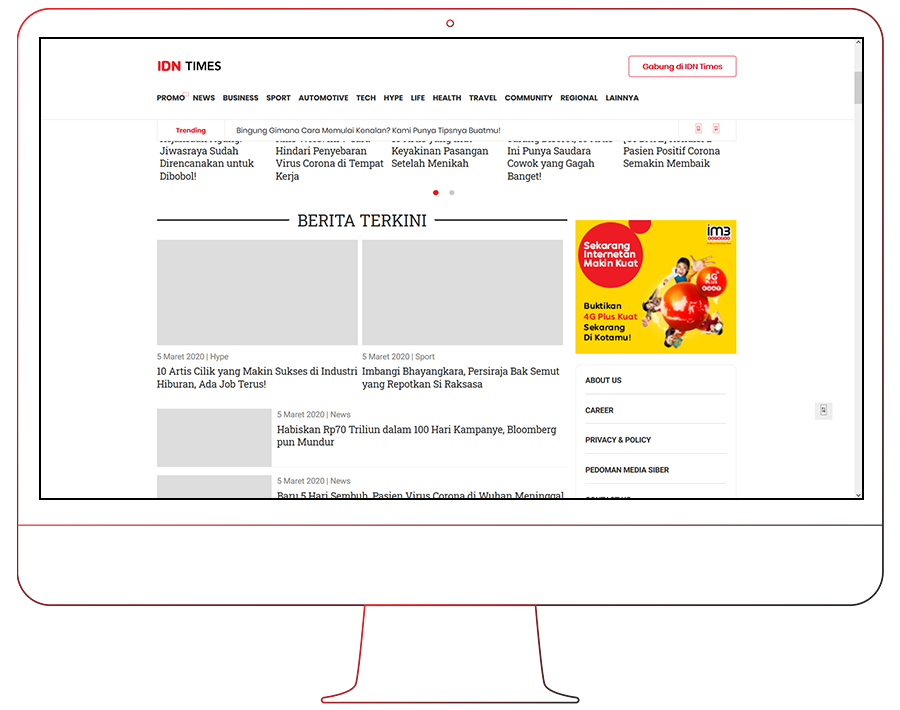 IDN TIMES
Gabung di IDN Times
PROMO NEWS BUSINESS SPORT AUTOMOTIVE TECH HYPE LIFE HEALTH TRAVEL COMMUNITY REGIONAL LAINNYA
Trending
Bingung Gimana Cara Memulai Kenalan? Kami Punya Tipsnya Buatmu!
Jiwasraya Sudah
Direncanakan untuk
Dibobol!
Hindari Penyebaran
Virus Corona di Tempat
Kerja
Keyakinan Pasangan
Setelah Menikah
Ini Punya Saudara
Cowok yang Gagah
Banget!
Pasien Positif Corona
Semakin Membaik
BERITA TERKINI
5 Maret 2020 | Hype
10 Artis Cilik yang Makin Sukses di Industri
Hiburan, Ada Job Terus!
5 Maret 2020 | Sport
Imbangi Bhayangkara, Persiraja Bak Semut
yang Repotkan Si Raksasa
5 Maret 2020 | News
Habiskan Rp70 Triliun dalam 100 Hari Kampanye, Bloomberg
pun Mundur
5 Maret 2020 | News
Baru 5 Hari Sembuh, Pasien Virus Corona di Wuhan Meninggal
im3
Sekarang
Internetan
Makin Kuat
4G
PLUS
Buktikan
4G Plus Kuat
Sekarang
Di Kotamu!
ABOUT US
CAREER
PRIVACY & POLICY
PEDOMAN MEDIA SIBER
CONTACT US